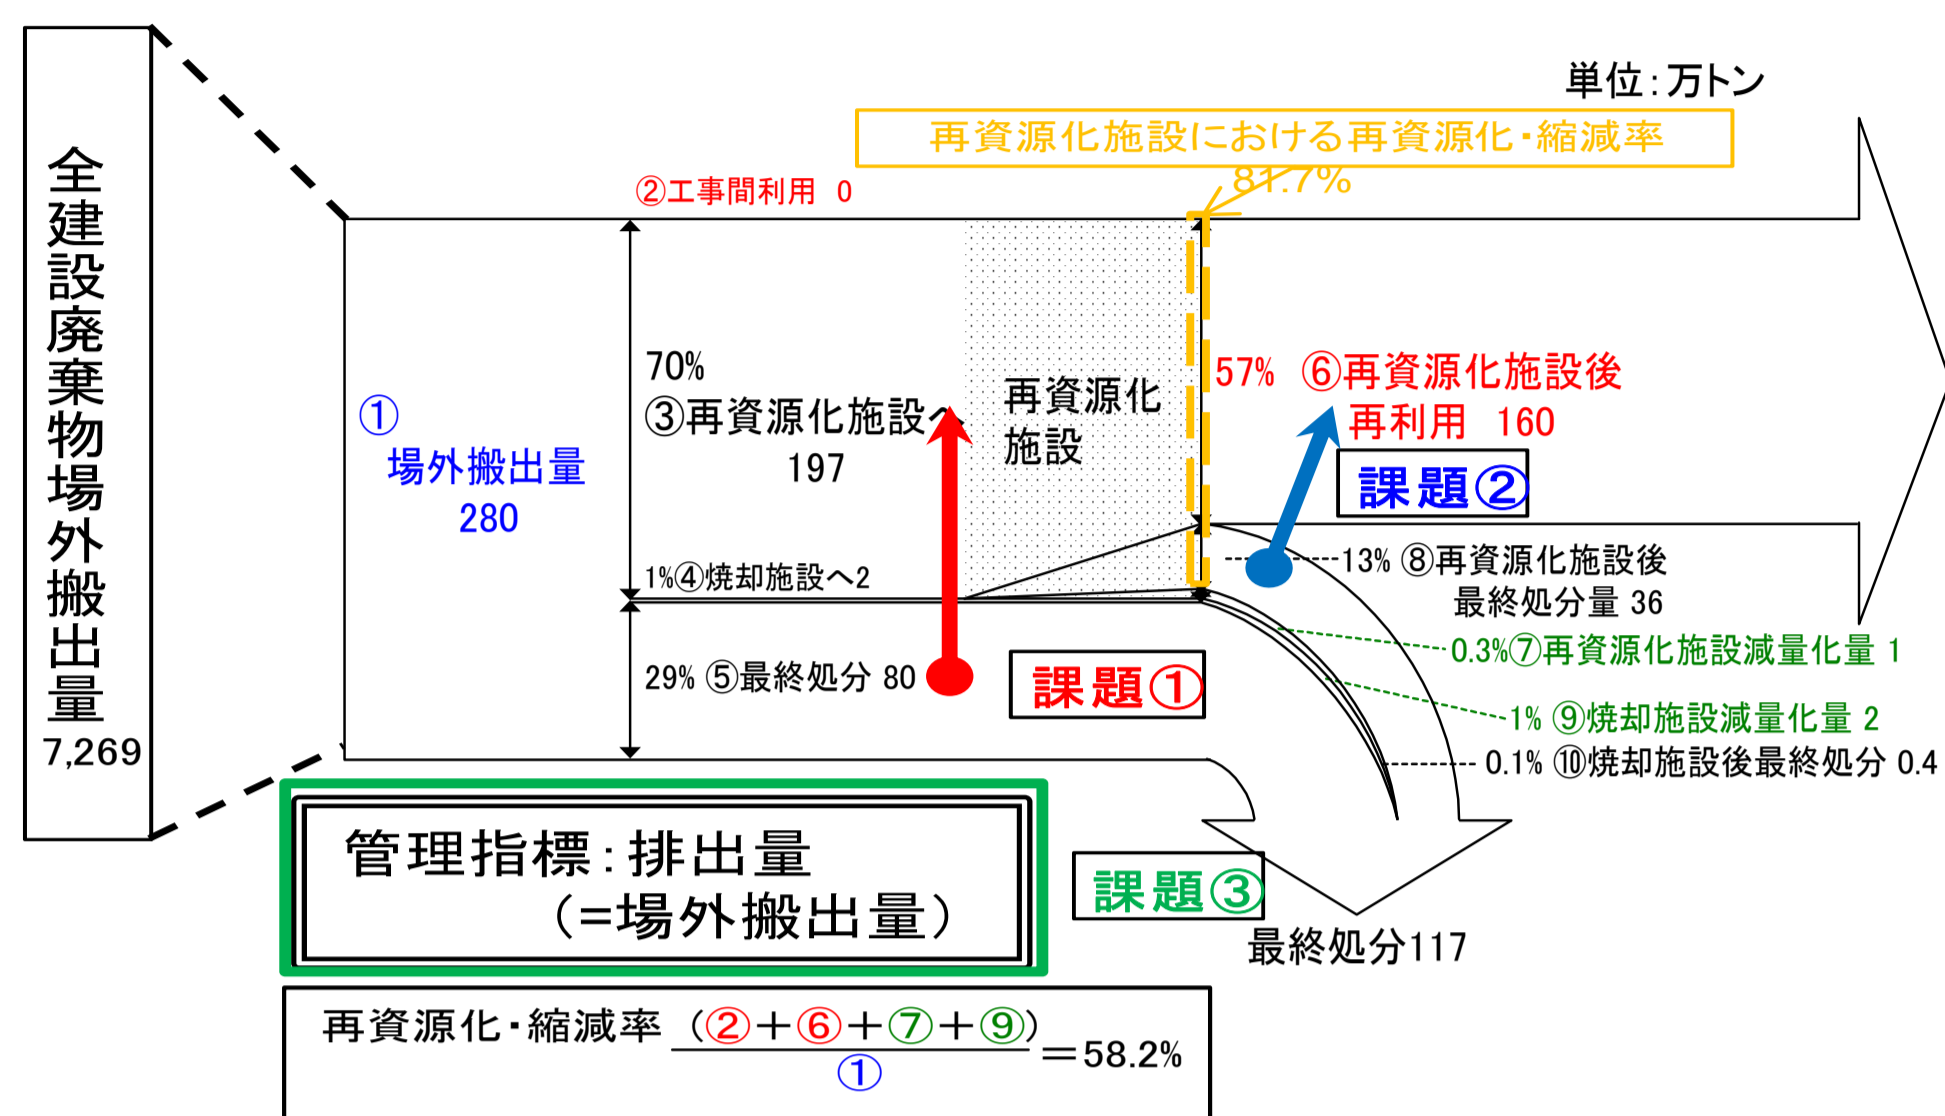 単位：万トン
再資源化施設における再資源化・縮減率
81.7%
全建設廃棄物場外搬出量
7,269
②工事間利用 0
①
場外搬出量
280
70%
③再資源化施設へ
197
再資源化
施設
57% ⑥再資源化施設後
再利用 160
課題②
1%④焼却施設へ2
13% ⑧再資源化施設後
最終処分量 36
0.3%⑦再資源化施設減量化量 1
29% ⑤最終処分 80
課題①
1% ⑨焼却施設減量化量 2
0.1% ⑩焼却施設後最終処分 0.4
管理指標：排出量
（=場外搬出量）
課題③
最終処分117
再資源化・縮減率 （②＋⑥＋⑦＋⑨）
＝58.2%
①